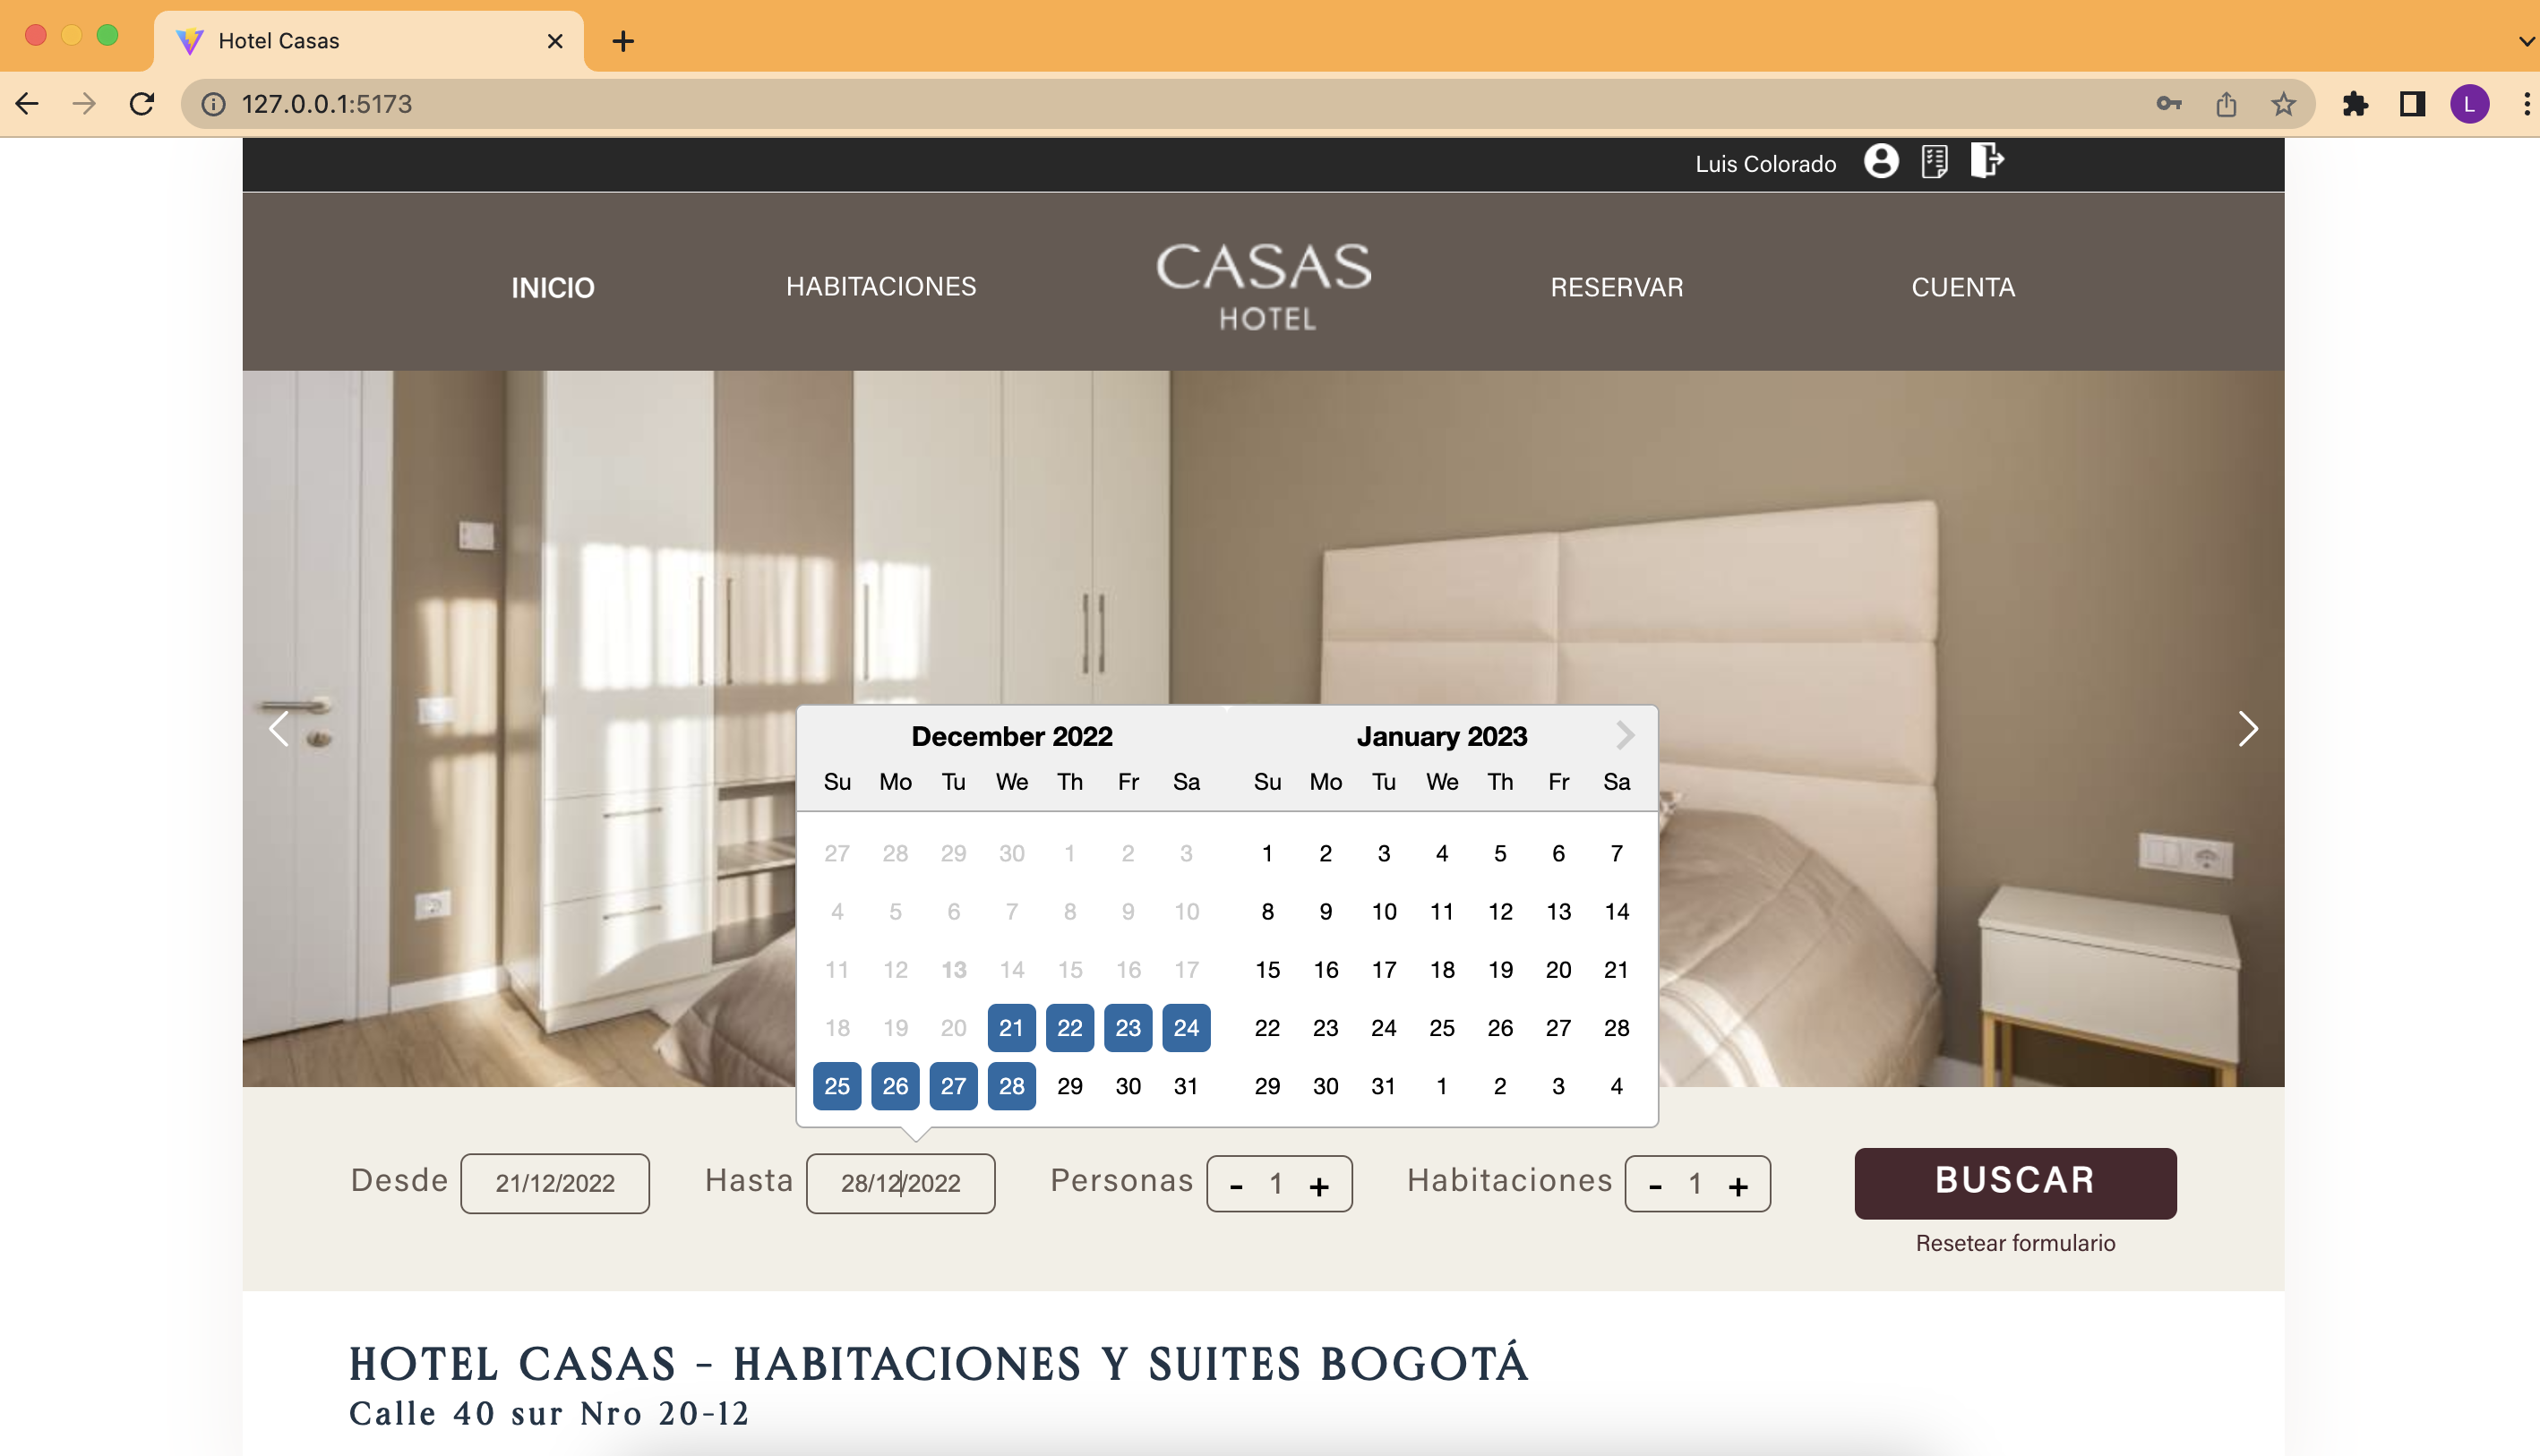 Hotel Casas
127.0.0.1:5173
L
Luis Colorado
INICIO
HABITACIONES
CASAS
HOTEL
RESERVAR
CUENTA
December 2022
Su Mo Tu We Th Fr Sa
27 28 29 30 1 2 3
4 5 6 7 8 9 10
11 12 13 14 15 16 17
18 19 20 21 22 23 24
25 26 27 28 29 30 31
January 2023
Su Mo Tu We Th Fr Sa
1 2 3 4 5 6 7
8 9 10 11 12 13 14
15 16 17 18 19 20 21
22 23 24 25 26 27 28
29 30 31 1 2 3 4
Desde 21/12/2022 Hasta 28/12/2022 Personas - 1 + Habitaciones - 1 + BUSCAR
Resetear formulario
HOTEL CASAS - HABITACIONES Y SUITES BOGOTÁ
Calle 40 sur Nro 20-12